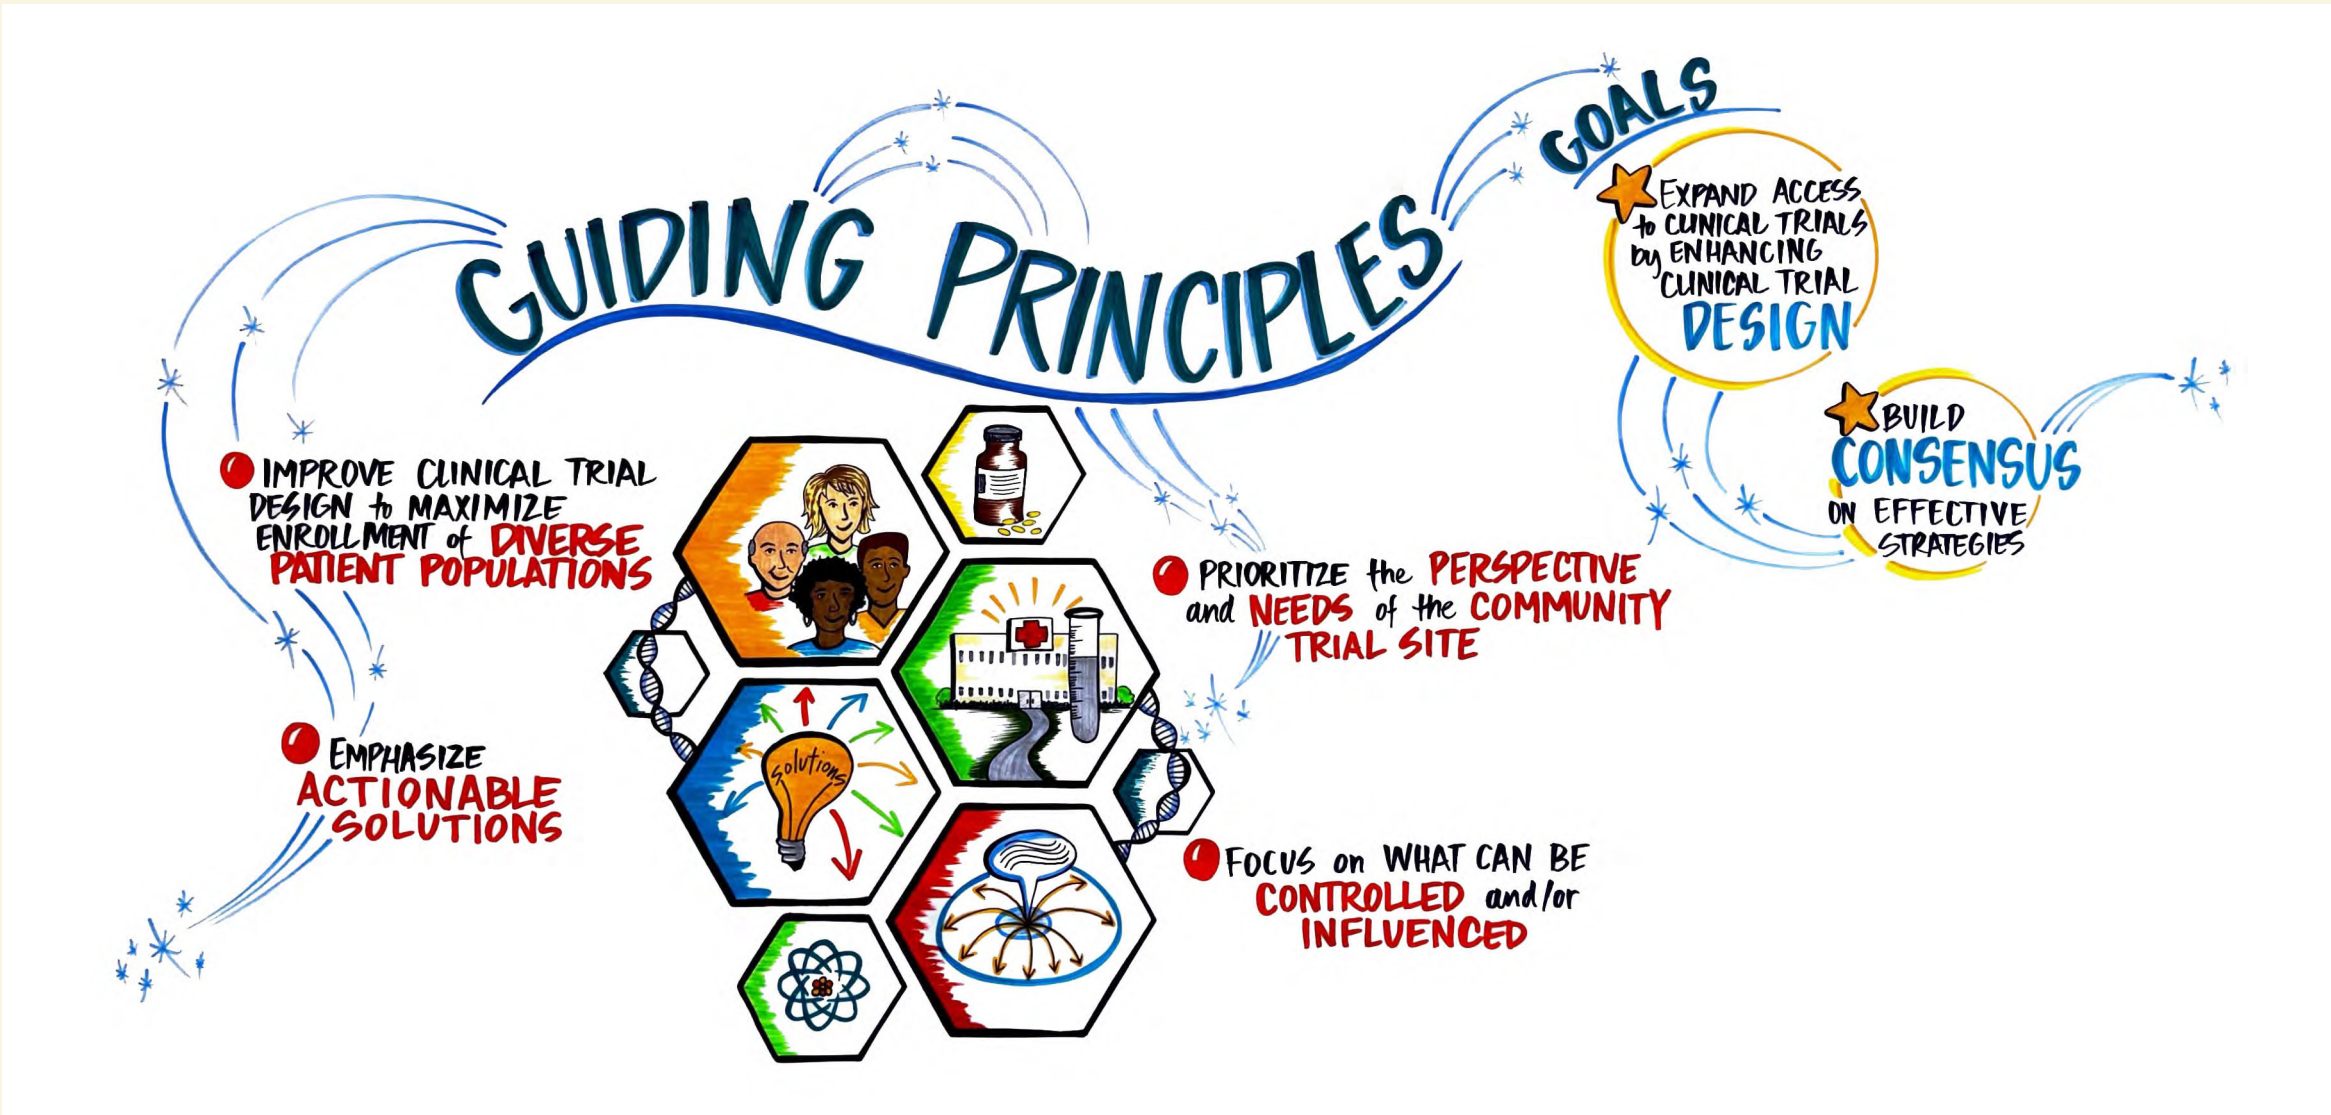 GUIDING PRINCIPLES
GOALS
EXPAND ACCESS
to CLINICAL TRIALS
by ENHANCING
CLINICAL TRIAL
DESIGN
BUILD
CONSENSUS
ON EFFECTIVE
STRATEGIES
IMPROVE CLINICAL TRIAL
DESIGN to MAXIMIZE
ENROLLMENT of DIVERSE
PATIENT POPULATIONS
EMPHASIZE
ACTIONABLE
SOLUTIONS
solutions
PRIORITIZE the PERSPECTIVE
and NEEDS of the COMMUNITY
TRIAL SITE
FOCUS on WHAT CAN BE
CONTROLLED and/or
INFLUENCED